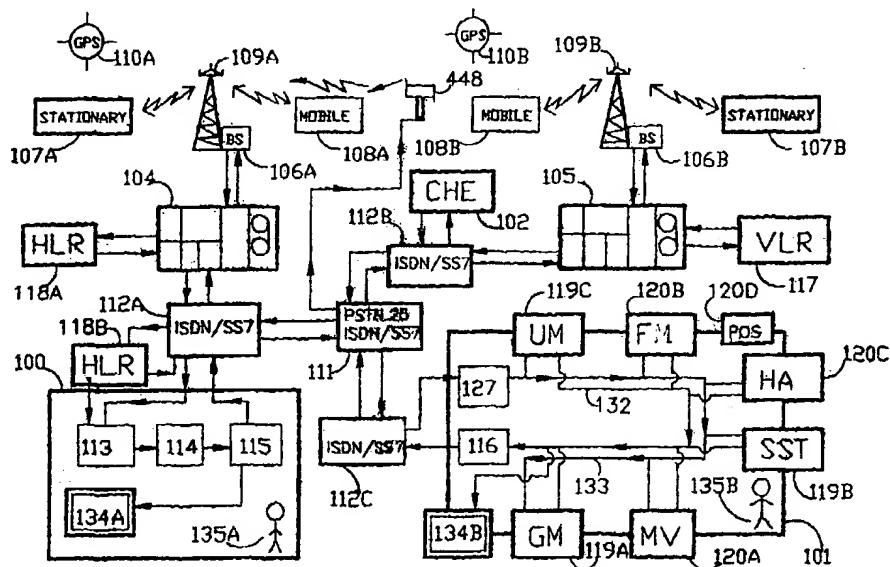 GPS
110A
109A
448
GPS
110B
109B
STATIONARY
107A
BS
106A
MOBILE
108A
MOBILE
108B
BS
106B
STATIONARY
107B
104
CHE
102
105
112B
HLR
118A
ISDN/SS7
VLR
117
112A
118B
ISDN/SS7
ISDN/SS7
111
119C
UM
120B
FM
120D
POS
120C
HA
HLR
100
127
132
113
114
115
ISDN/SS7
112C
116
133
SST
119B
134A
135A
134B
GM
119A
MV
120A
135B
101